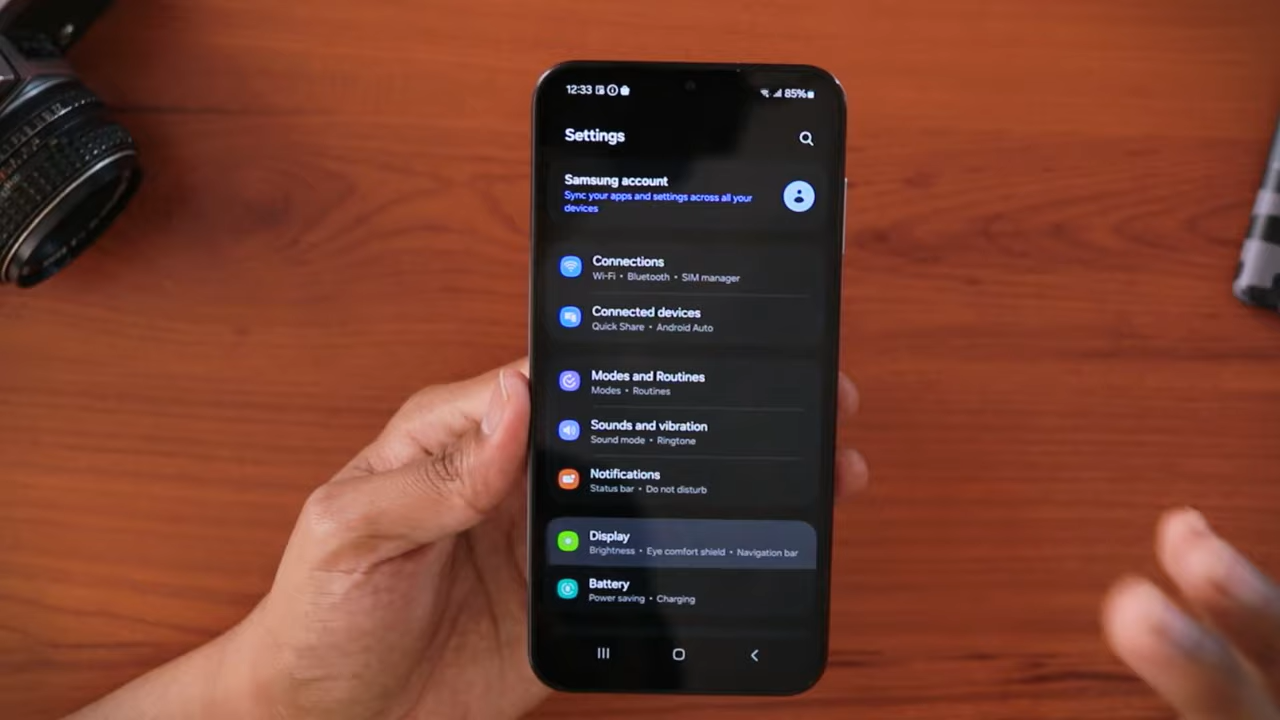 12:33
85%
Settings
Samsung account
Sync your apps and settings across all your
devices
Connections
Wi-Fi • Bluetooth • SIM manager
Connected devices
Quick Share • Android Auto
Modes and Routines
Modes • Routines
Sounds and vibration
Sound mode • Ringtone
Notifications
Status bar • Do not disturb
Display
Brightness • Eye comfort shield • Navigation bar
Battery
Power saving • Charging